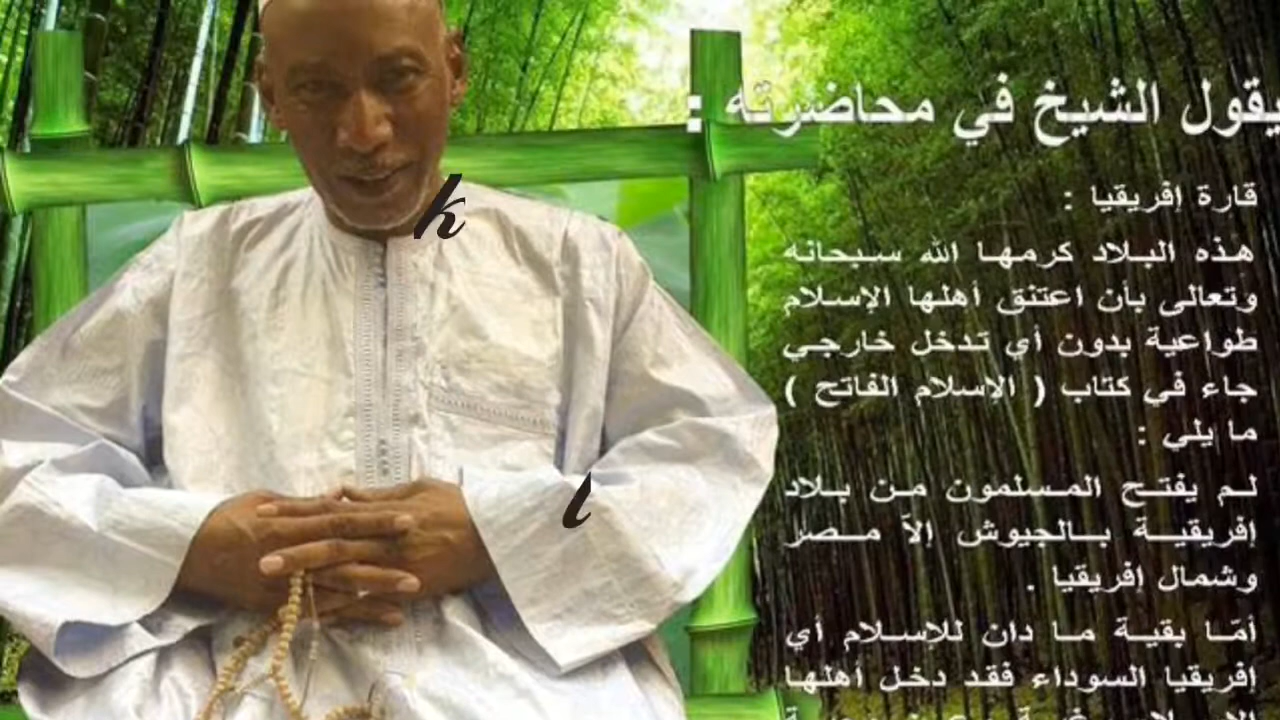 يقول الشيخ في محاضرته :
قارة إفريقيا :
هذه البلاد كرمها الله سبحانه
وتعالى بأن اعتنق أهلها الإسلام
طواعية بدون أي تدخل خارجي
جاء في كتاب ( الإسلام الفاتح )
ما يلي :
لم يفتح المسلمون من بلاد
إفريقية بالجيوش إلاَ مصر
وشمال إفريقيا .
أمَا بقية ما دان للإسلام أي
إفريقيا السوداء فقد دخل أهلها
k
l